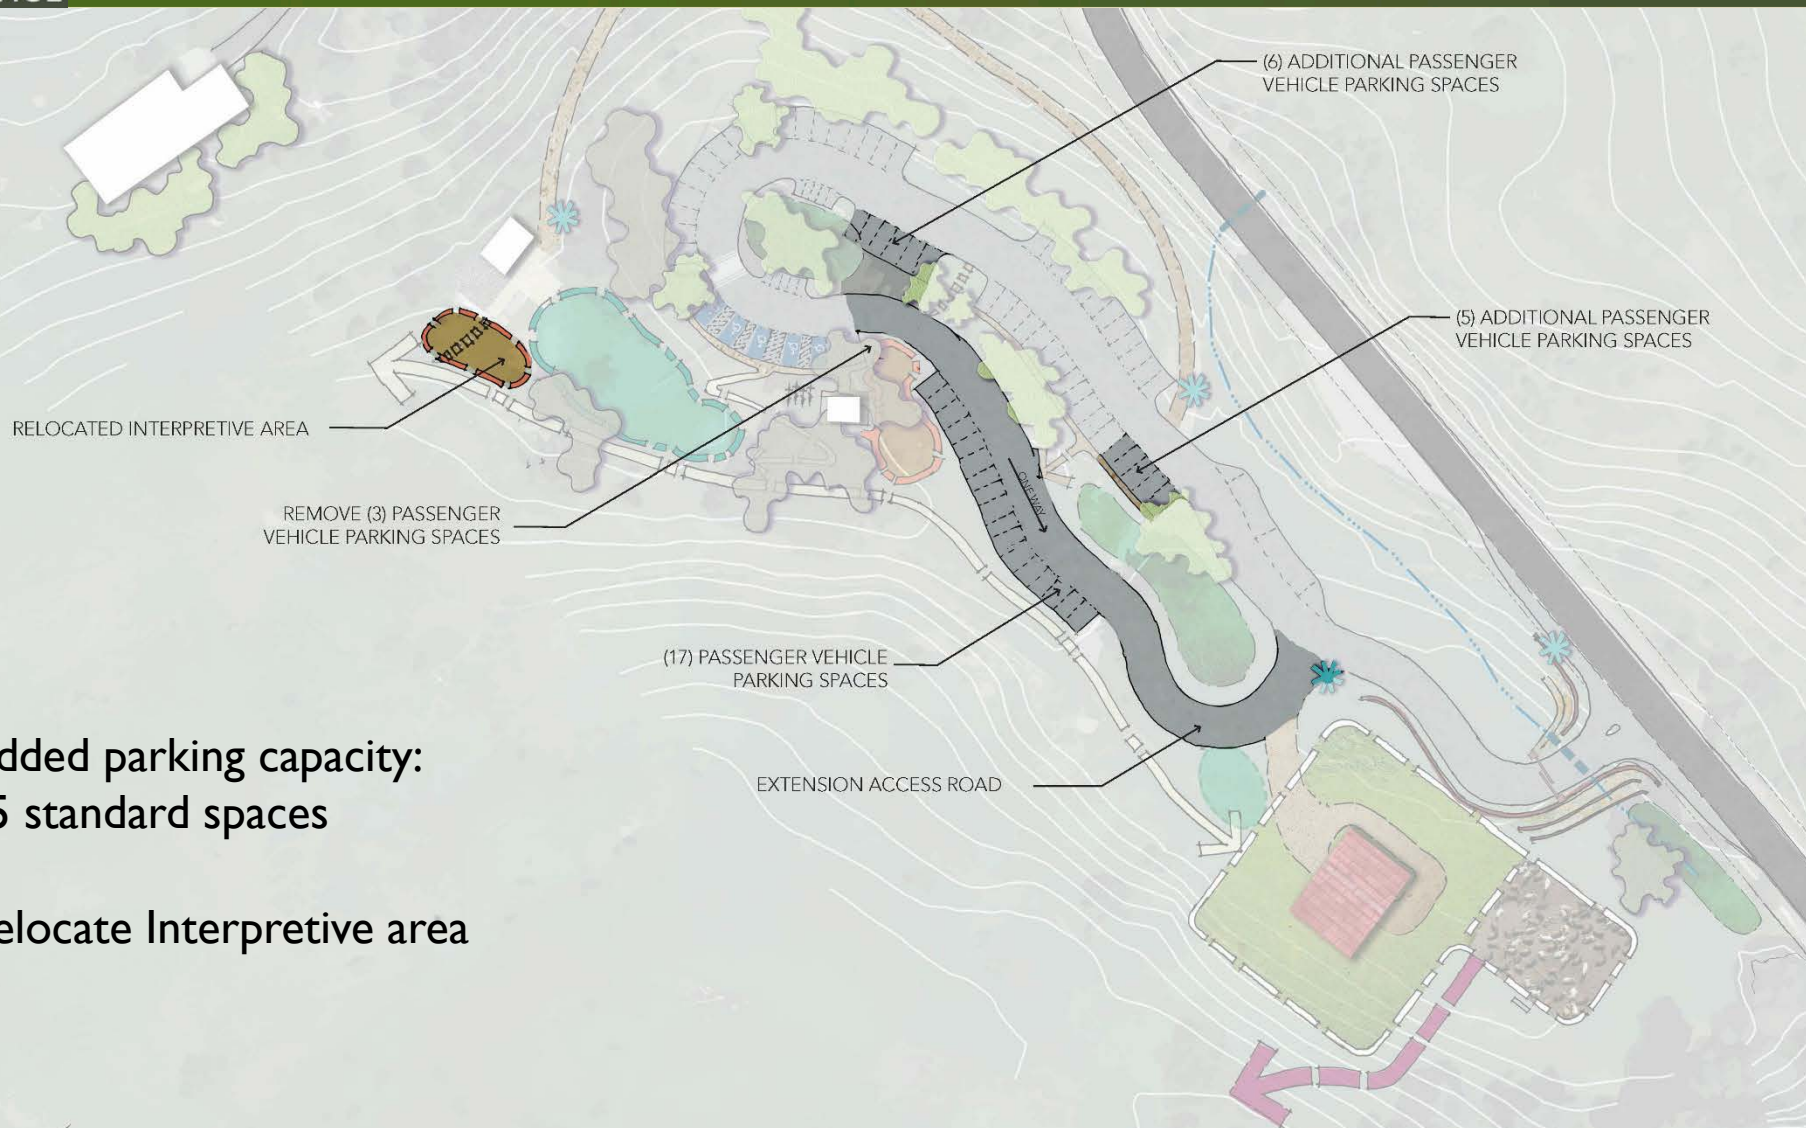 (6) ADDITIONAL PASSENGER
VEHICLE PARKING SPACES
(5) ADDITIONAL PASSENGER
VEHICLE PARKING SPACES
RELOCATED INTERPRETIVE AREA
REMOVE (3) PASSENGER
VEHICLE PARKING SPACES
ONE WAY
(17) PASSENGER VEHICLE
PARKING SPACES
EXTENSION ACCESS ROAD
dded parking capacity:
5 standard spaces
elocate Interpretive area